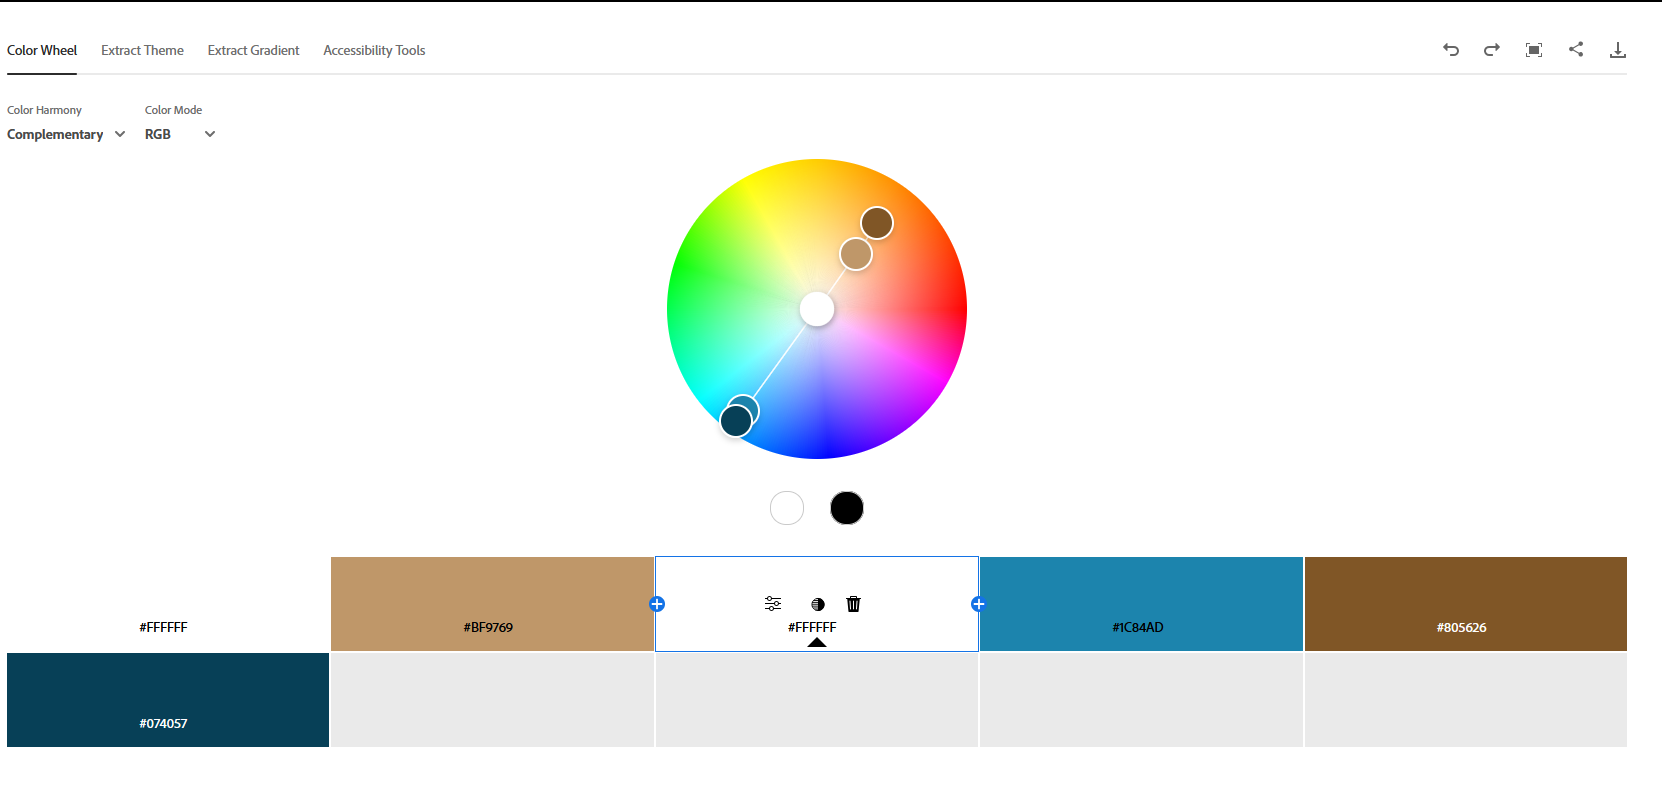 Color Wheel Extract Theme Extract Gradient Accessibility Tools
Color Harmony Color Mode
Complementary RGB
#FFFFFF #BF9769 #FFFFFF #1C84AD #805626
#074057